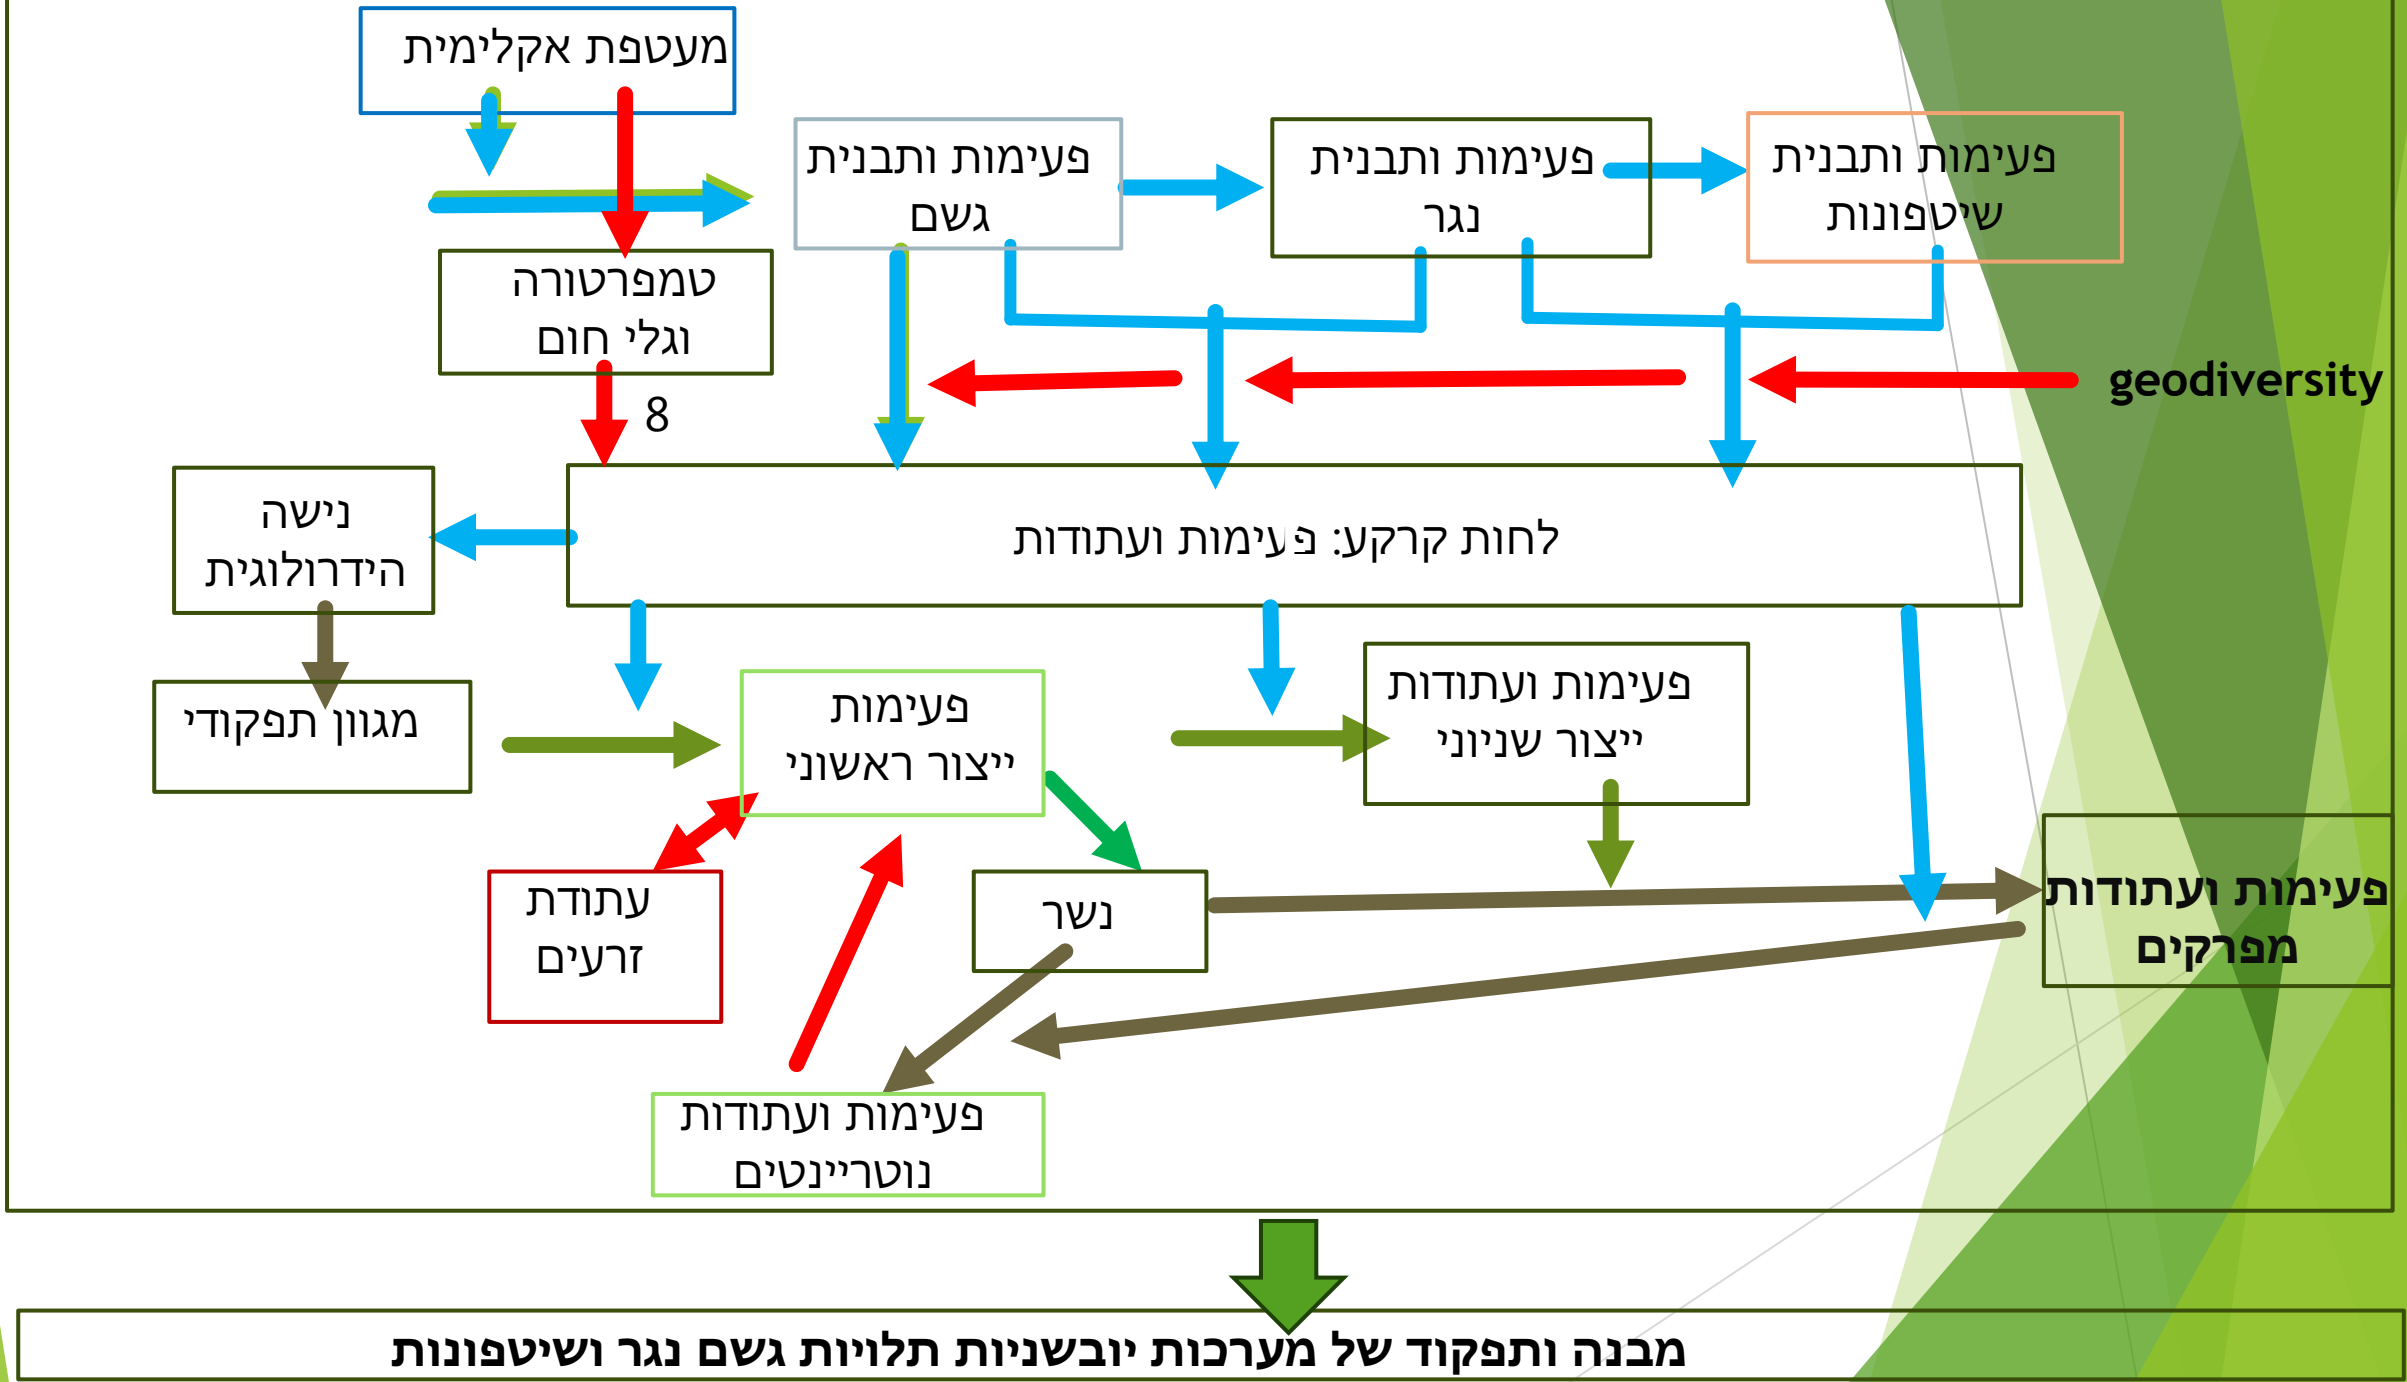 מעטפת אקלימית
פעימות ותבנית
גשם
פעימות ותבנית
נגר
פעימות ותבנית
שיטפונות
טמפרטורה
וגלי חום
8
geodiversity
נישה
הידרולוגית
לחות קרקע: פעימות ועתודות
מגוון תפקודי
פעימות
ייצור ראשוני
פעימות ועתודות
ייצור שניוני
עתודת
זרעים
נשר
פעימות ועתודות
מפרקים
פעימות ועתודות
נוטריינטים
מבנה ותפקוד של מערכות יובשניות תלויות גשם נגר ושיטפונות